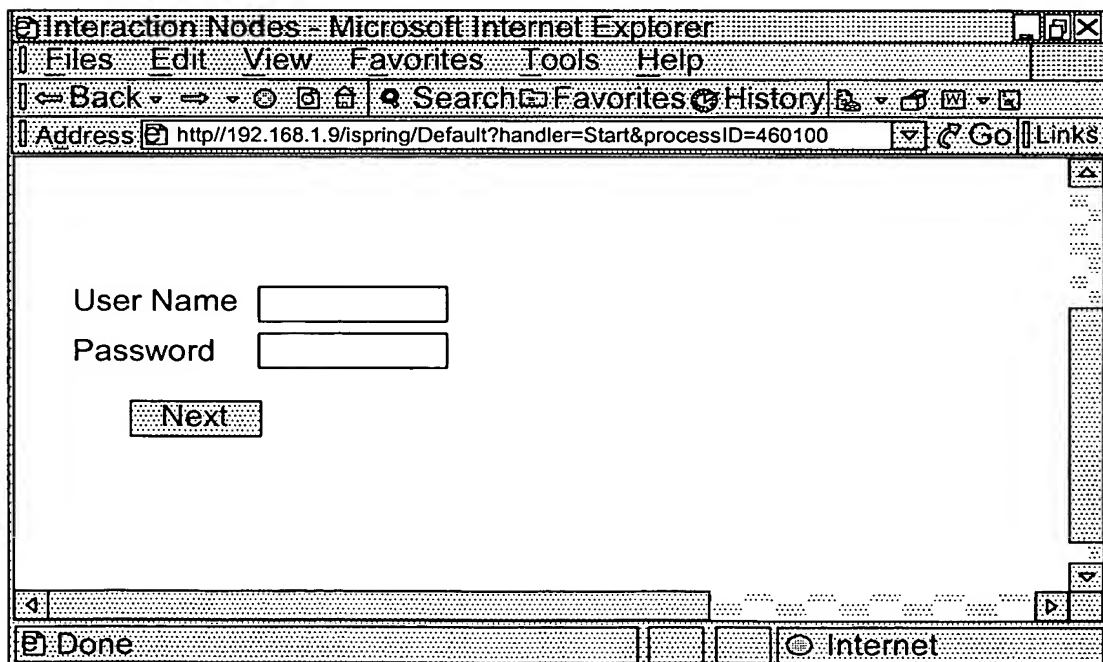 Interaction Nodes - Microsoft Internet Explorer
Files Edit View Favorites Tools Help
Back Search Favorites History W
Address http//192.168.1.9/ispring/Default?handler=Start&processID=460100 Go Links
User Name
Password
Next
Done Internet